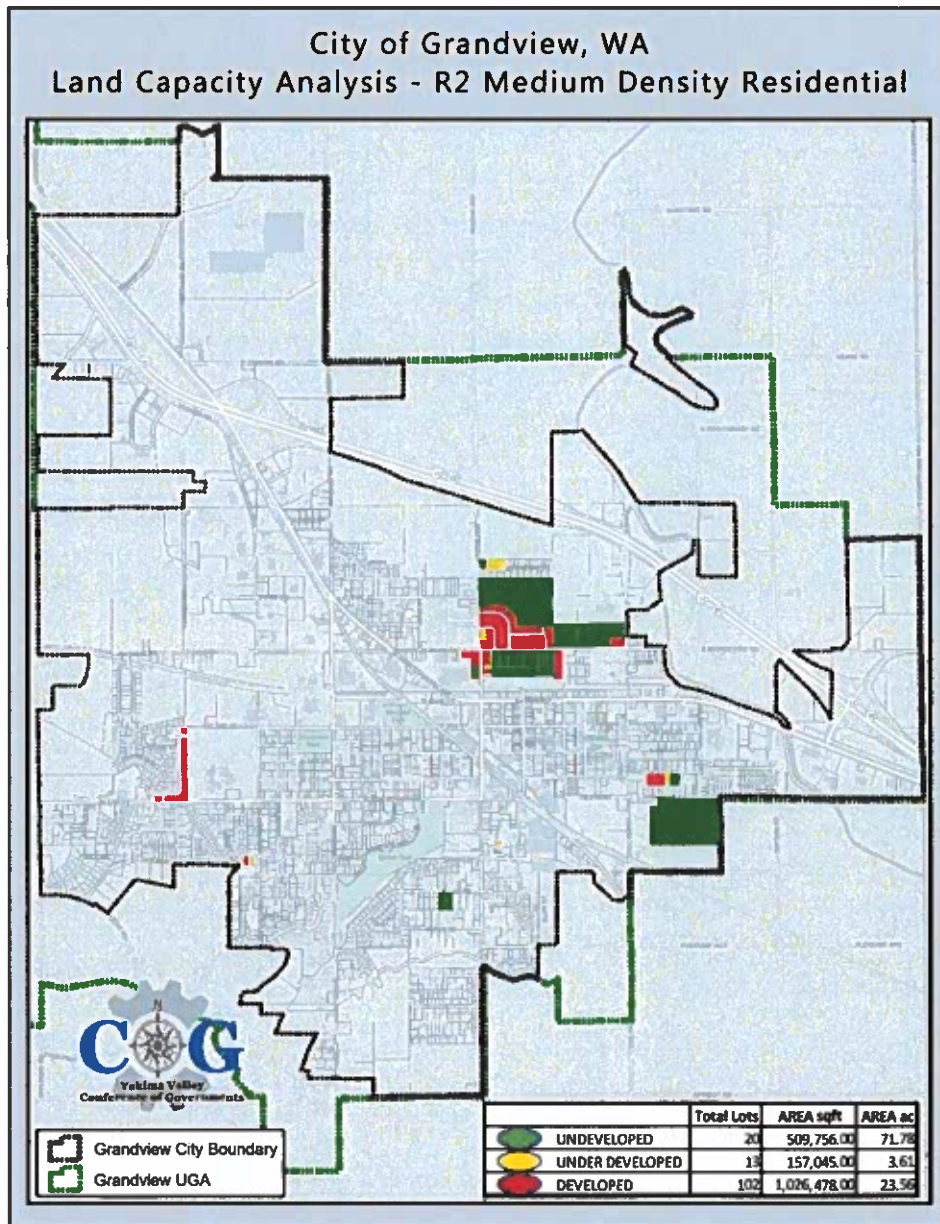 City of Grandview, WA
Land Capacity Analysis - R2 Medium Density Residential
N
COG
Yakima Valley
Conference of Governments
Grandview City Boundary
Grandview UGA
Total Lots AREA sqft AREA ac
UNDEVELOPED 20 509,756.00 71.78
UNDER DEVELOPED 13 157,045.00 3.61
DEVELOPED 102 1,026,478.00 23.56